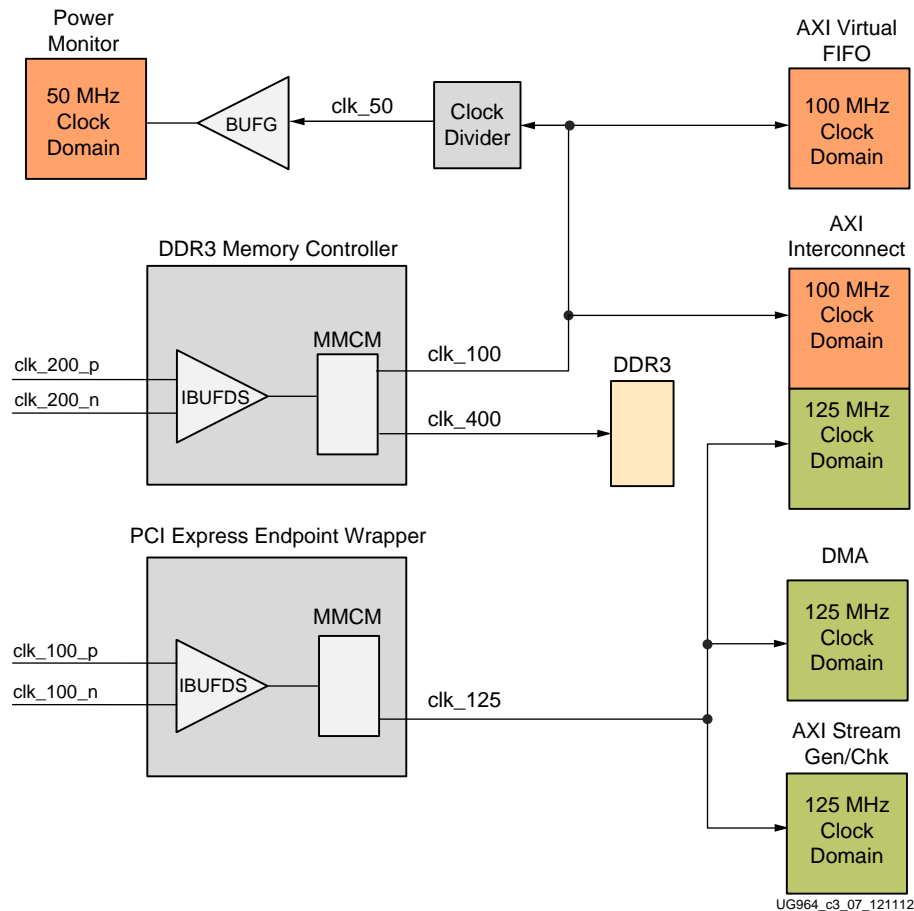 Power
Monitor
50 MHz
Clock
Domain
BUFG
clk_50
Clock
Divider
AXI Virtual
FIFO
100 MHz
Clock
Domain
DDR3 Memory Controller
clk_200_p
clk_200_n
IBUFDS
MMCM
clk_100
clk_400
DDR3
AXI
Interconnect
100 MHz
Clock
Domain
125 MHz
Clock
Domain
PCI Express Endpoint Wrapper
clk_100_p
clk_100_n
IBUFDS
MMCM
clk_125
DMA
125 MHz
Clock
Domain
AXI Stream
Gen/Chk
125 MHz
Clock
Domain
UG964_c3_07_121112